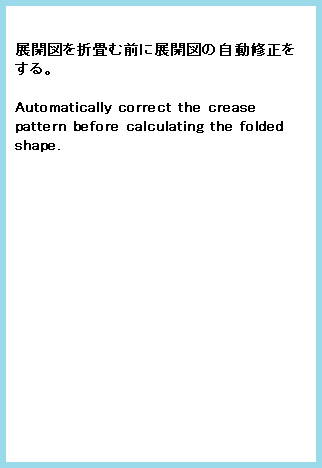 展開図を折畳む前に展開図の自動修正を
する。
Automatically correct the crease
pattern before calculating the folded
shape.